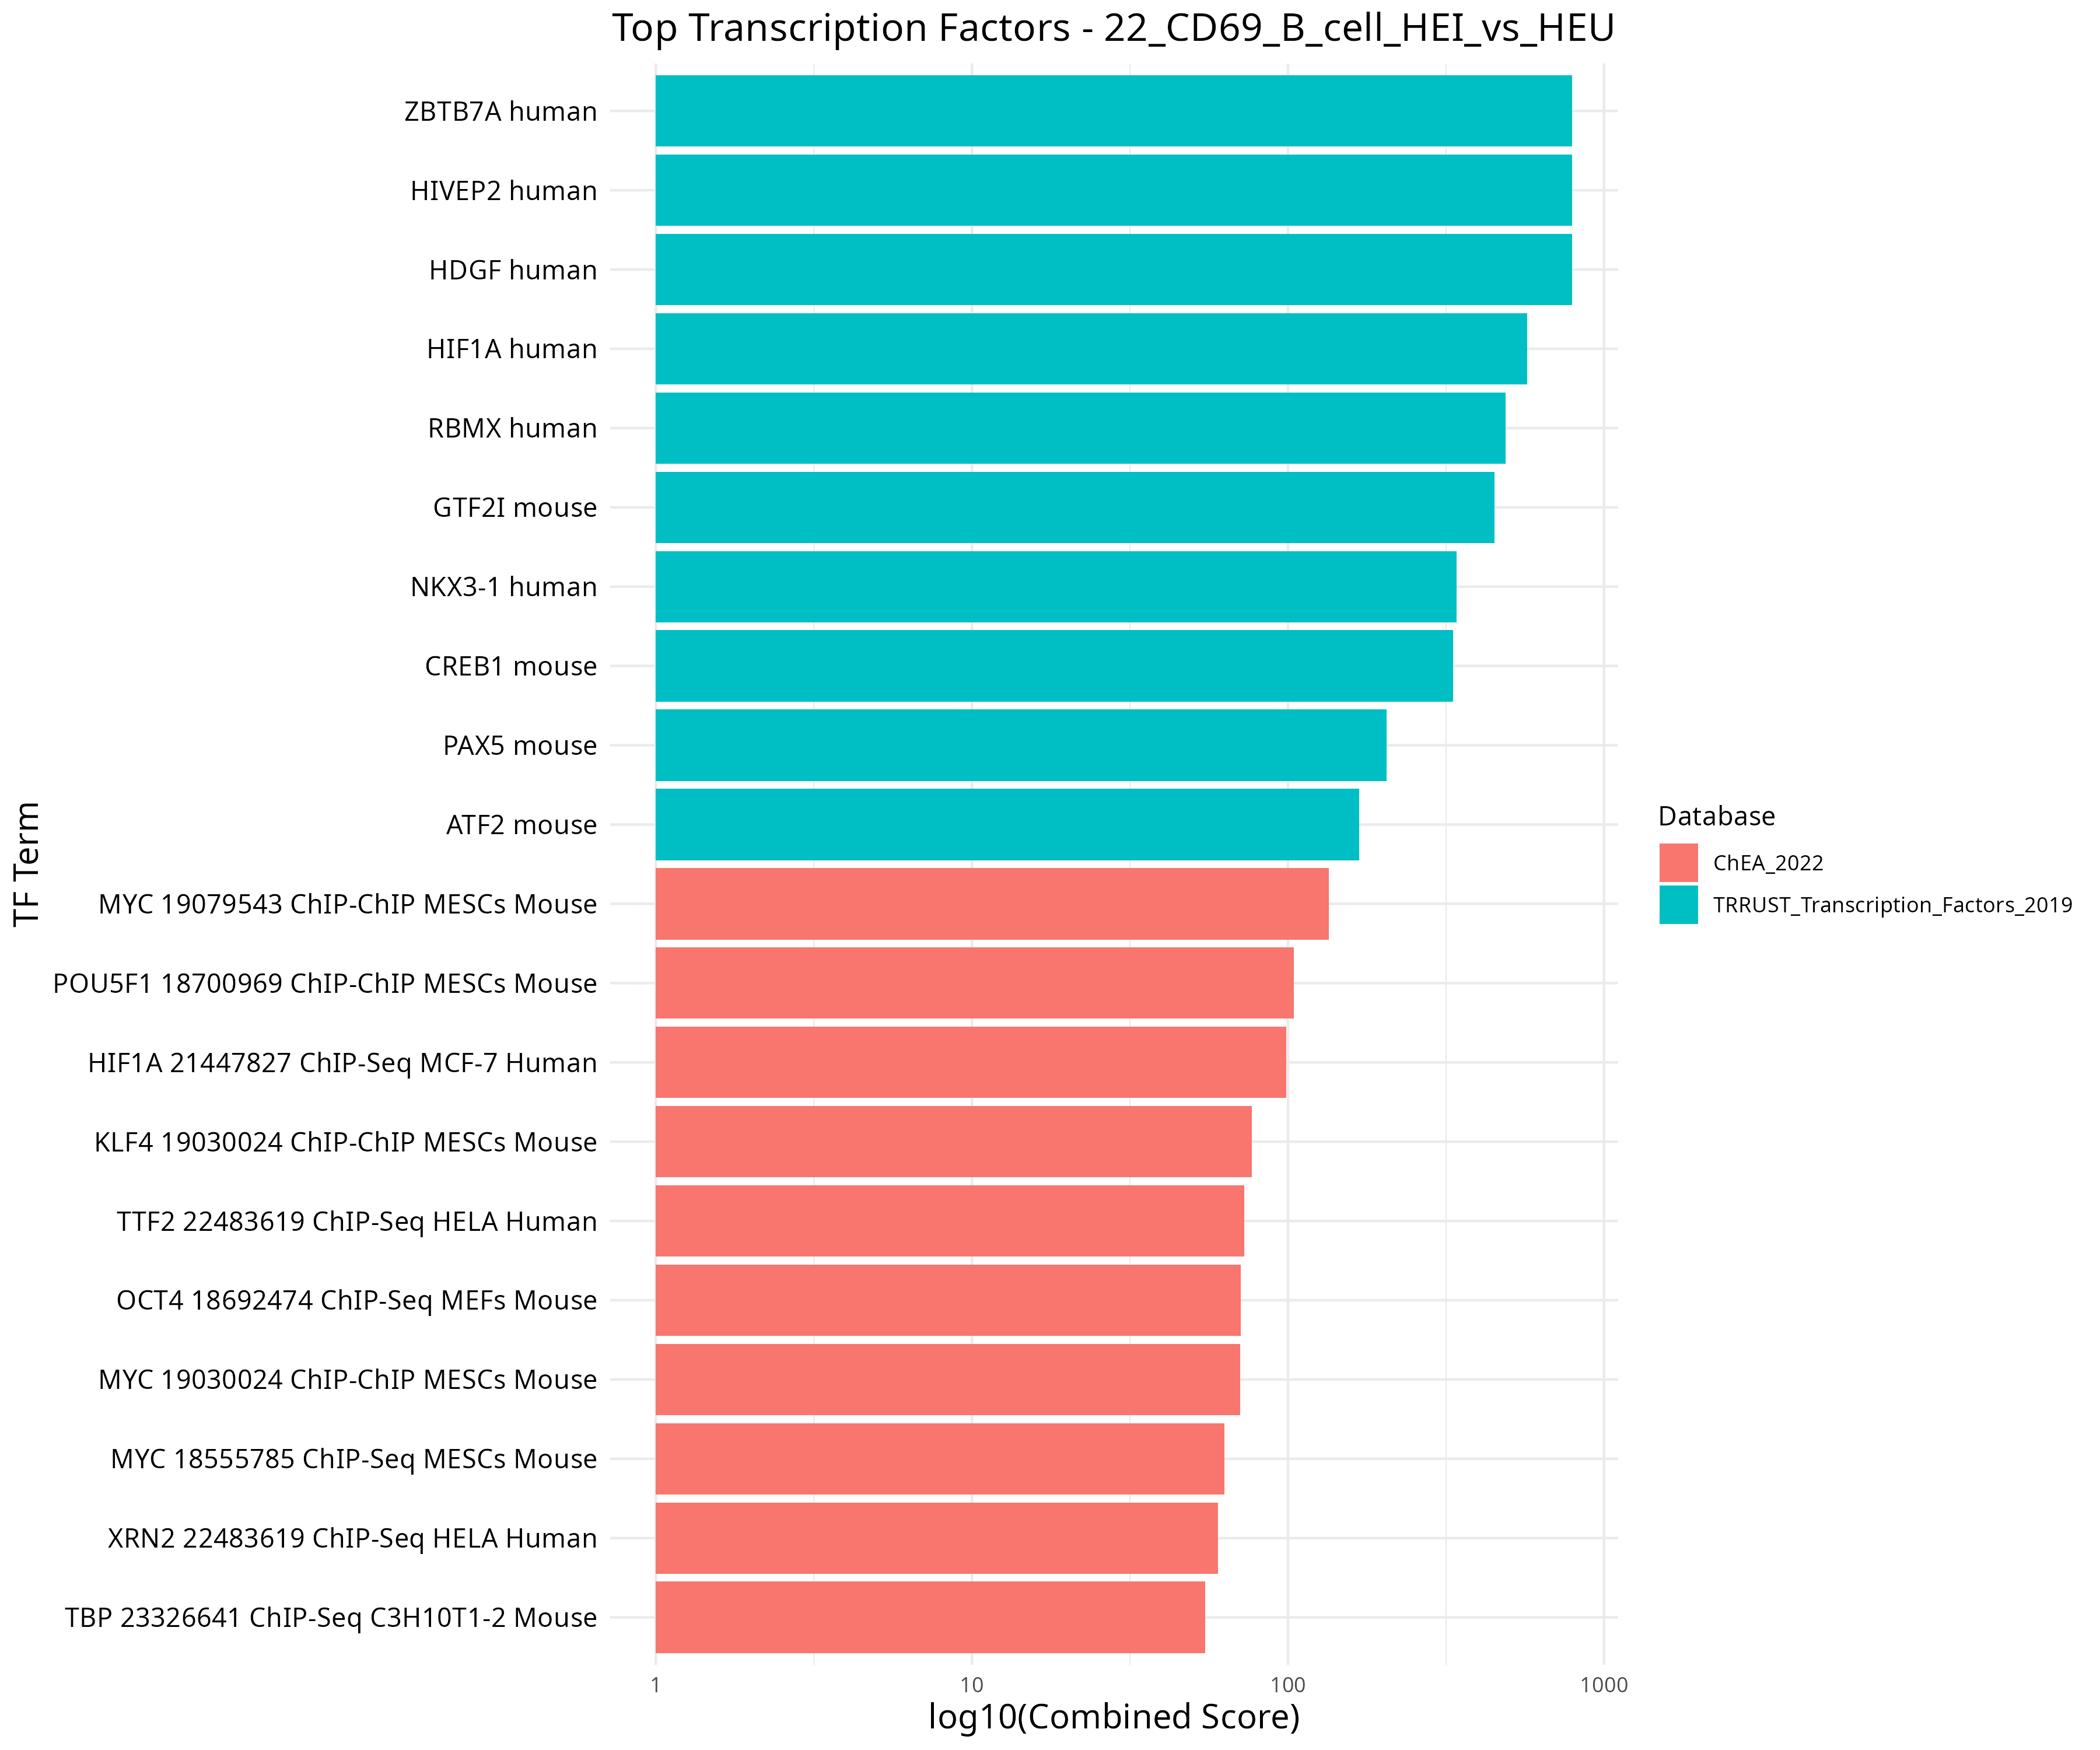 Top Transcription Factors - 22_CD69_B_cell_HEI_vs_HEU
TF Term
ZBTB7A human
HIVEP2 human
HDGF human
HIF1A human
RBMX human
GTF2I mouse
NKX3-1 human
CREB1 mouse
PAX5 mouse
ATF2 mouse
MYC 19079543 ChIP-ChIP MESCs Mouse
POU5F1 18700969 ChIP-ChIP MESCs Mouse
HIF1A 21447827 ChIP-Seq MCF-7 Human
KLF4 19030024 ChIP-ChIP MESCs Mouse
TTF2 22483619 ChIP-Seq HELA Human
OCT4 18692474 ChIP-Seq MEFs Mouse
MYC 19030024 ChIP-ChIP MESCs Mouse
MYC 18555785 ChIP-Seq MESCs Mouse
XRN2 22483619 ChIP-Seq HELA Human
TBP 23326641 ChIP-Seq C3H10T1-2 Mouse
1 10 100 1000
log10(Combined Score)
Database
ChEA_2022
TRRUST_Transcription_Factors_2019